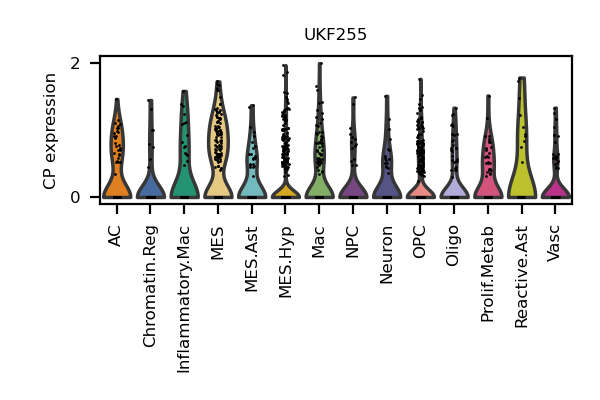 UKF255
CP expression
2
0
AC
Chromatin.Reg
Inflammatory.Mac
MES
MES.Ast
MES.Hyp
Mac
NPC
Neuron
OPC
Oligo
Prolif.Metab
Reactive.Ast
Vasc